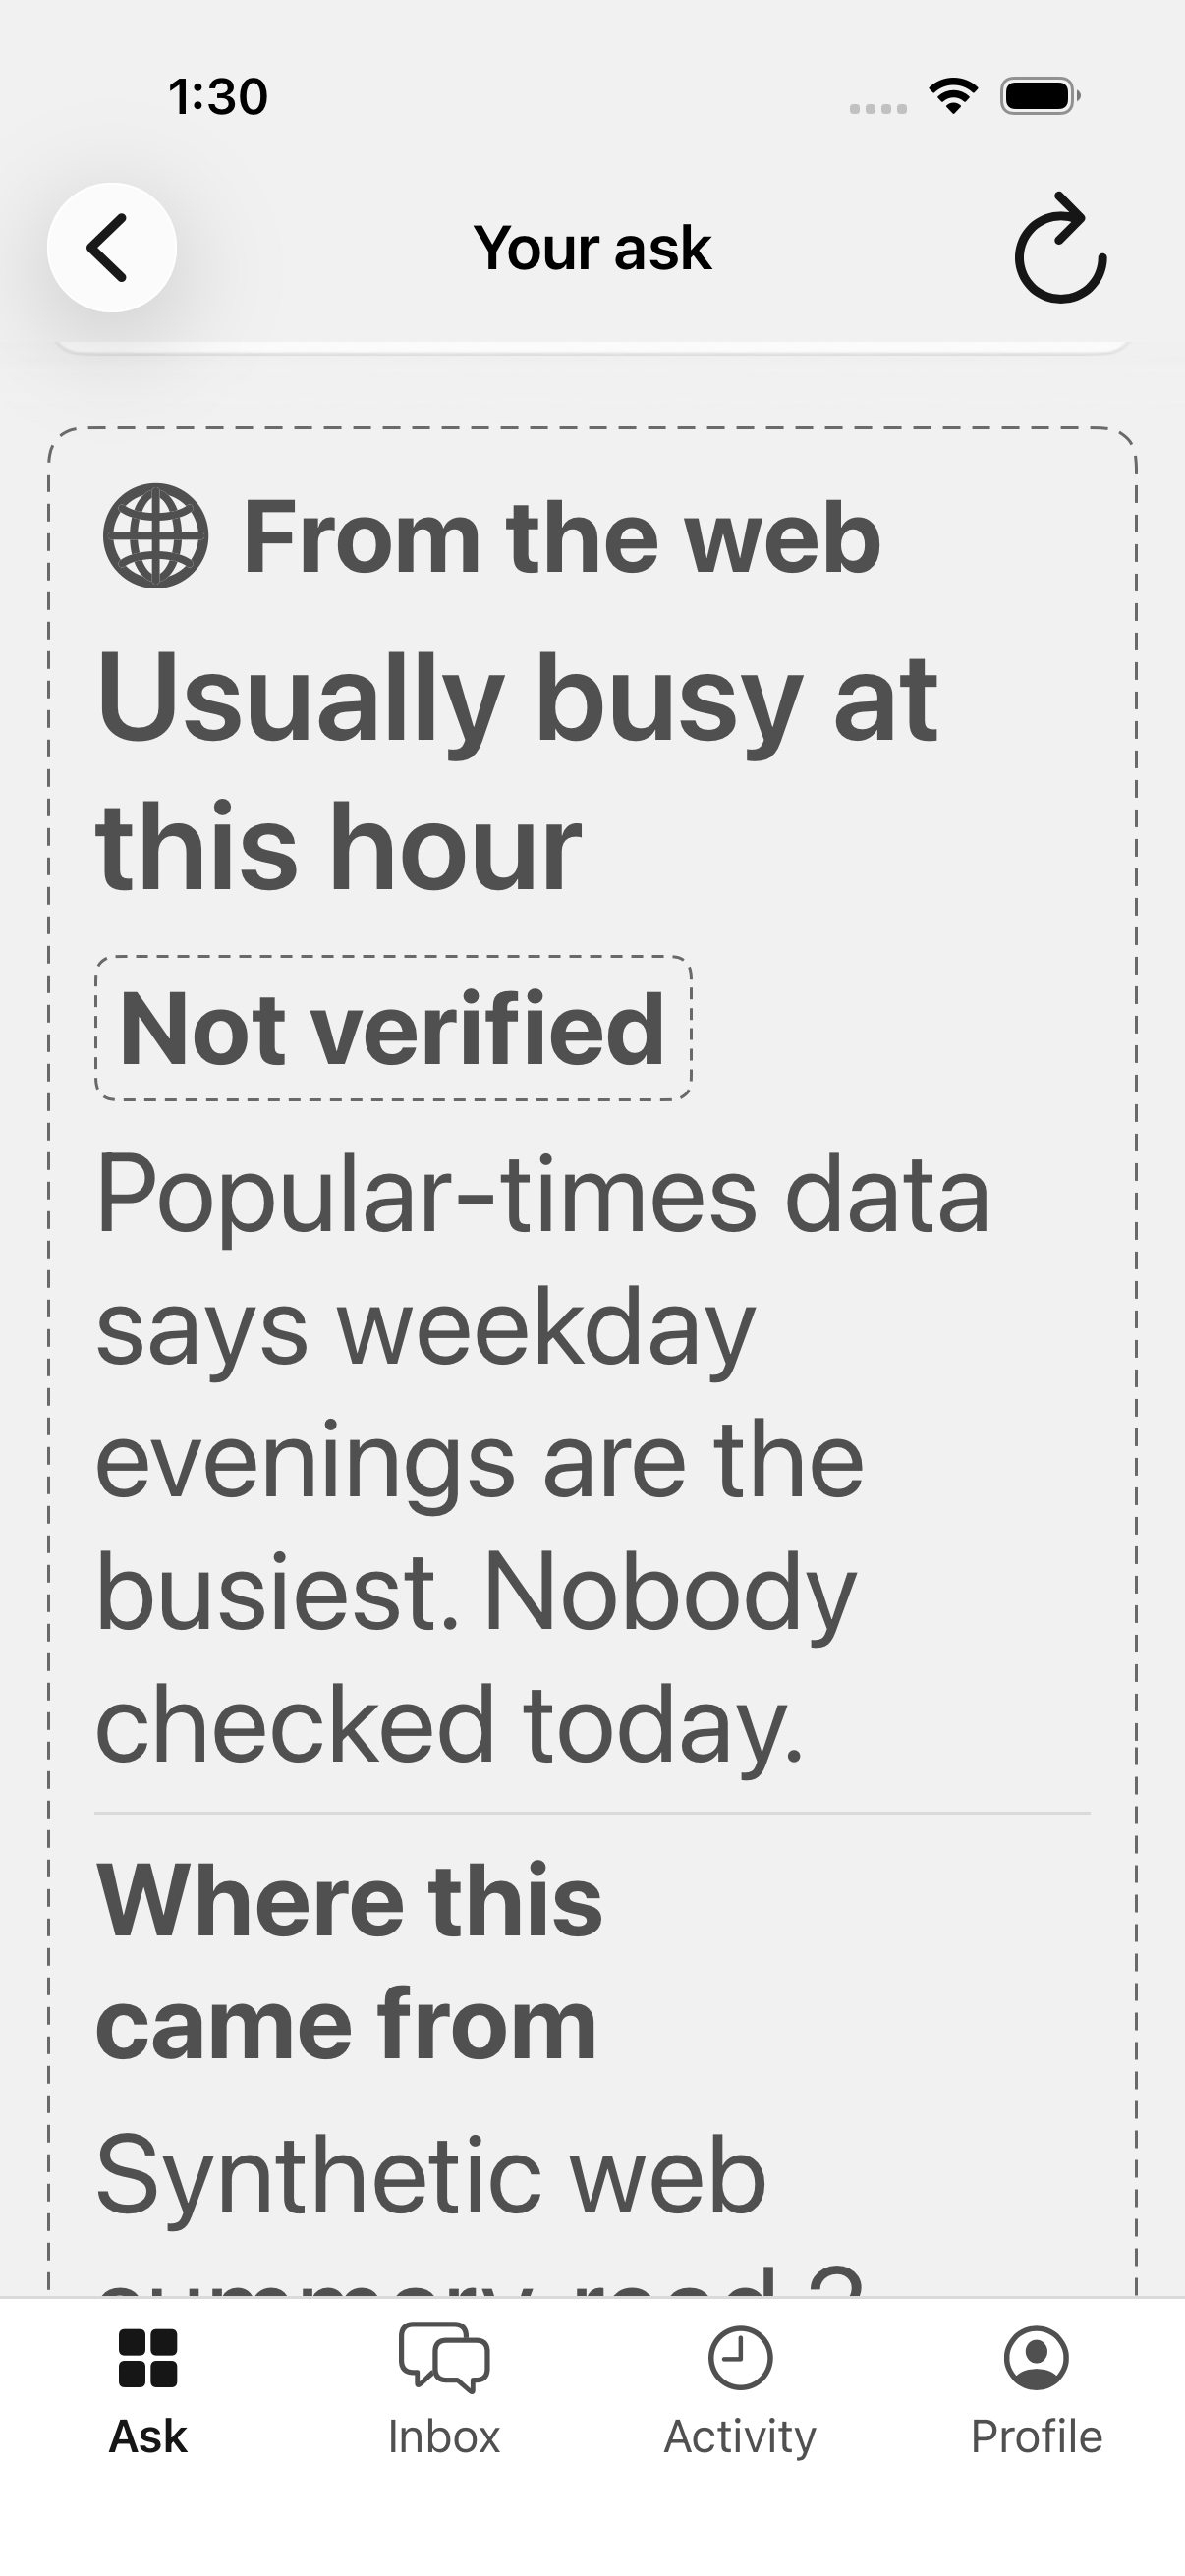 1:30
Your ask
From the web
Usually busy at
this hour
Not verified
Popular-times data
says weekday
evenings are the
busiest. Nobody
checked today.
Where this
came from
Synthetic web
Ask
Inbox
Activity
Profile